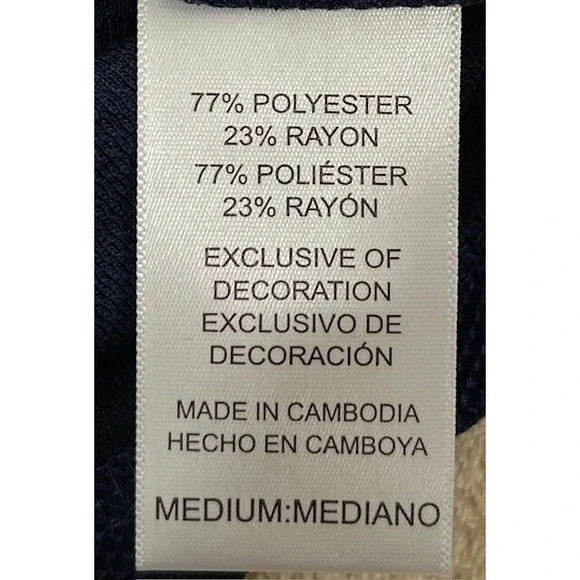 77% POLYESTER
23% RAYON
77% POLIÉSTER
23% RAYÓN
EXCLUSIVE OF
DECORATION
EXCLUSIVO DE
DECORACIÓN
MADE IN CAMBODIA
HECHO EN CAMBOYA
MEDIUM:MEDIANO